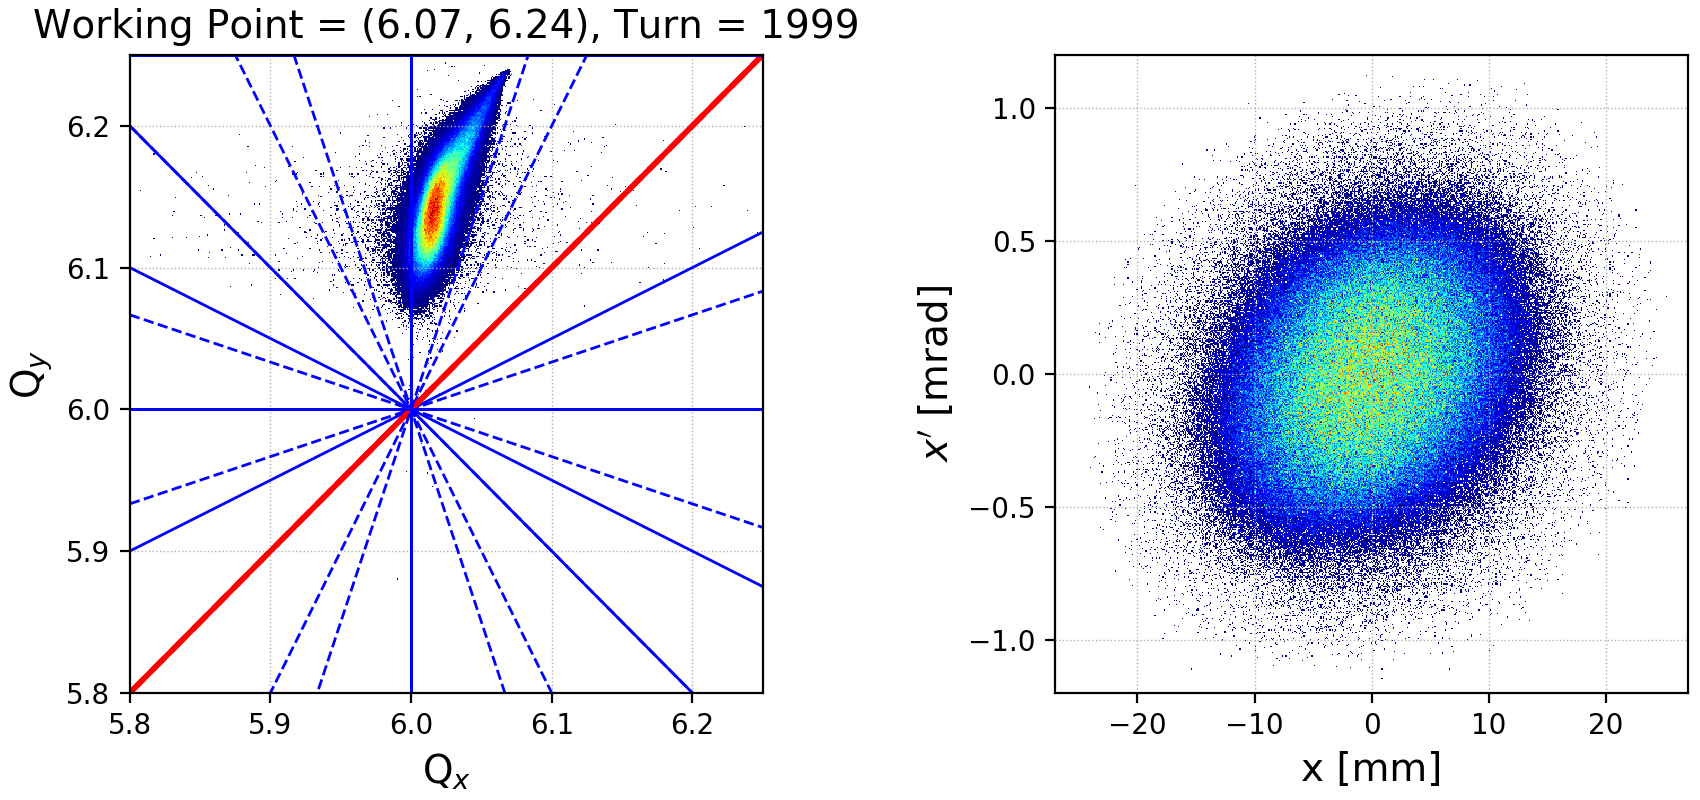 Working Point = (6.07, 6.24), Turn = 1999
6.2
6.1
6.0
5.9
5.8
5.8 5.9 6.0 6.1 6.2
Qy
Qx
1.0
0.5
0.0
−0.5
−1.0
−20 −10 0 10 20
x′ [mrad]
x [mm]